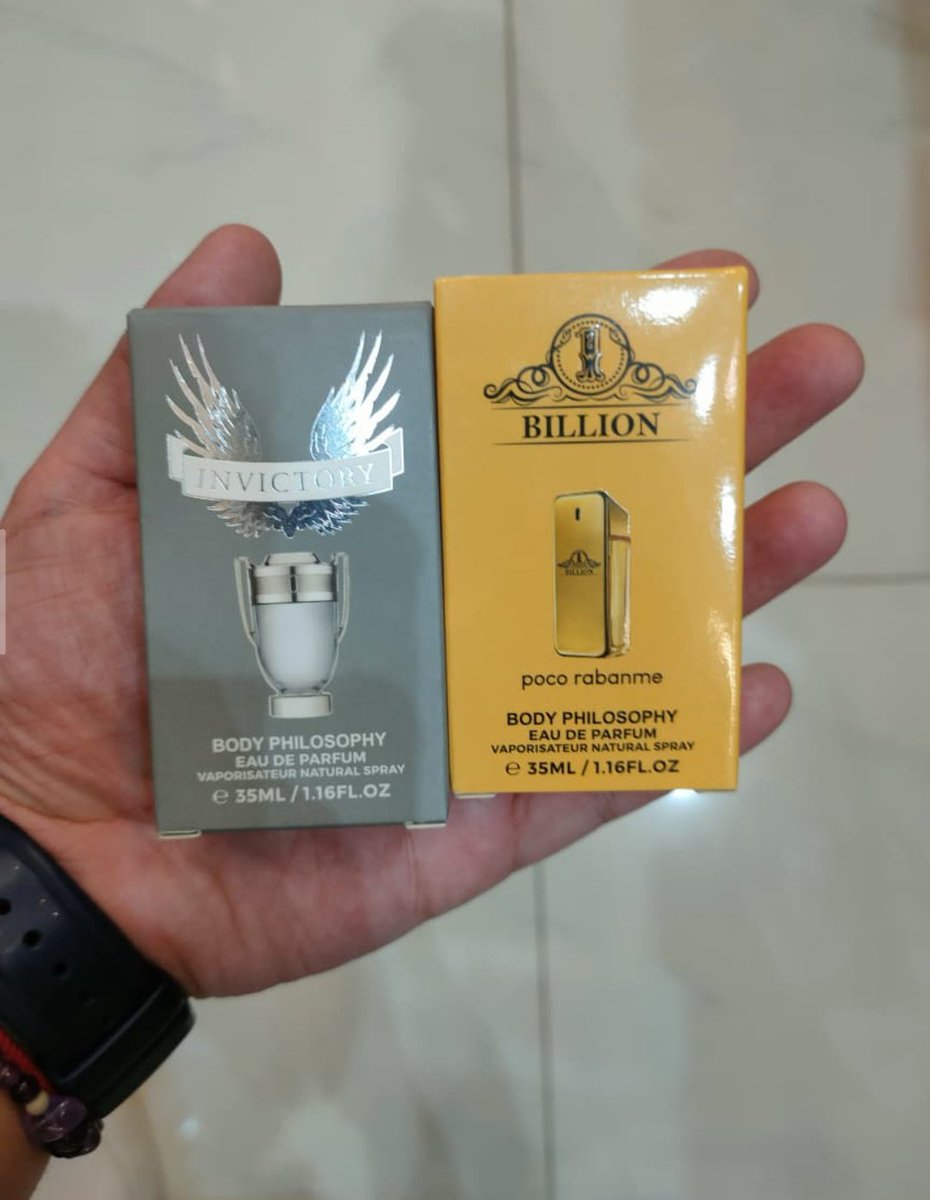 INVICTORY
BODY PHILOSOPHY
EAU DE PARFUM
VAPORISATEUR NATURAL SPRAY
℮ 35ML / 1.16FL.OZ
1
BILLION
1
BILLION
poco rabanme
BODY PHILOSOPHY
EAU DE PARFUM
VAPORISATEUR NATURAL SPRAY
℮ 35ML / 1.16FL.OZ